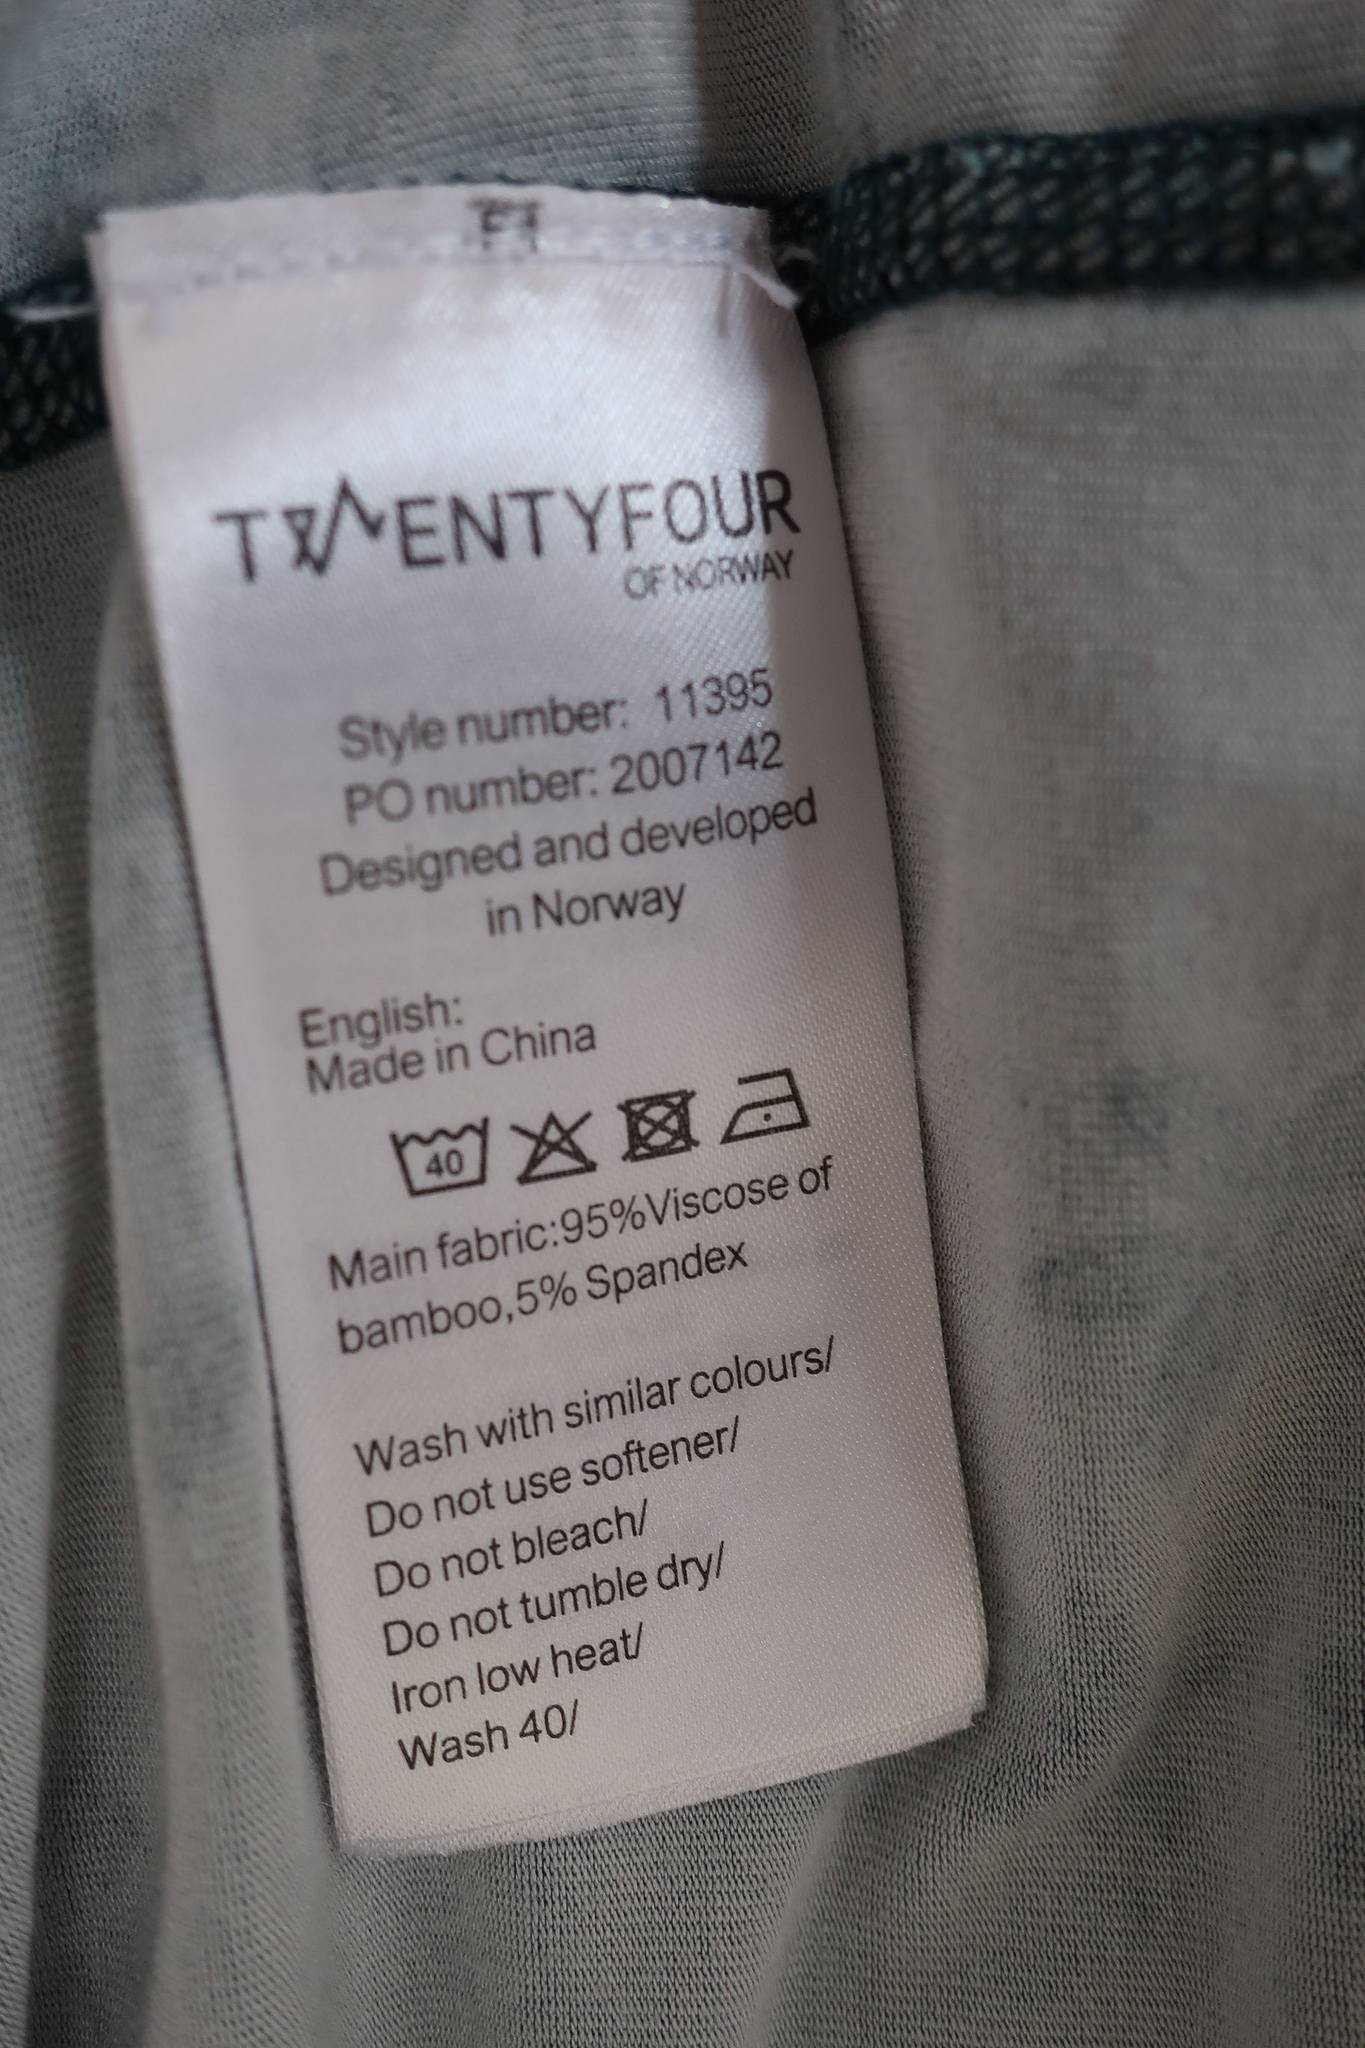 TWENTYFOUR
OF NORWAY
Style number: 11395
PO number: 2007142
Designed and developed
in Norway
English:
Made in China
40
Main fabric:95%Viscose of
bamboo,5% Spandex
Wash with similar colours/
Do not use softener/
Do not bleach/
Do not tumble dry/
Iron low heat/
Wash 40/